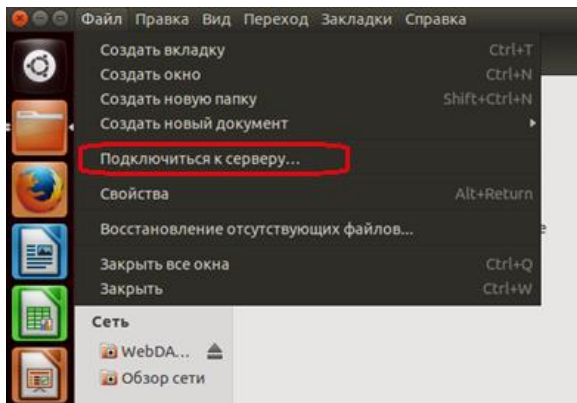 Файл Правка Вид Переход Закладки Справка
Создать вкладку Ctrl+T
Создать окно Ctrl+N
Создать новую папку Shift+Ctrl+N
Создать новый документ
Подключиться к серверу...
Свойства Alt+Return
Восстановление отсутствующих файлов...
Закрыть все окна Ctrl+Q
Закрыть Ctrl+W
Сеть
WebDA...
Обзор сети